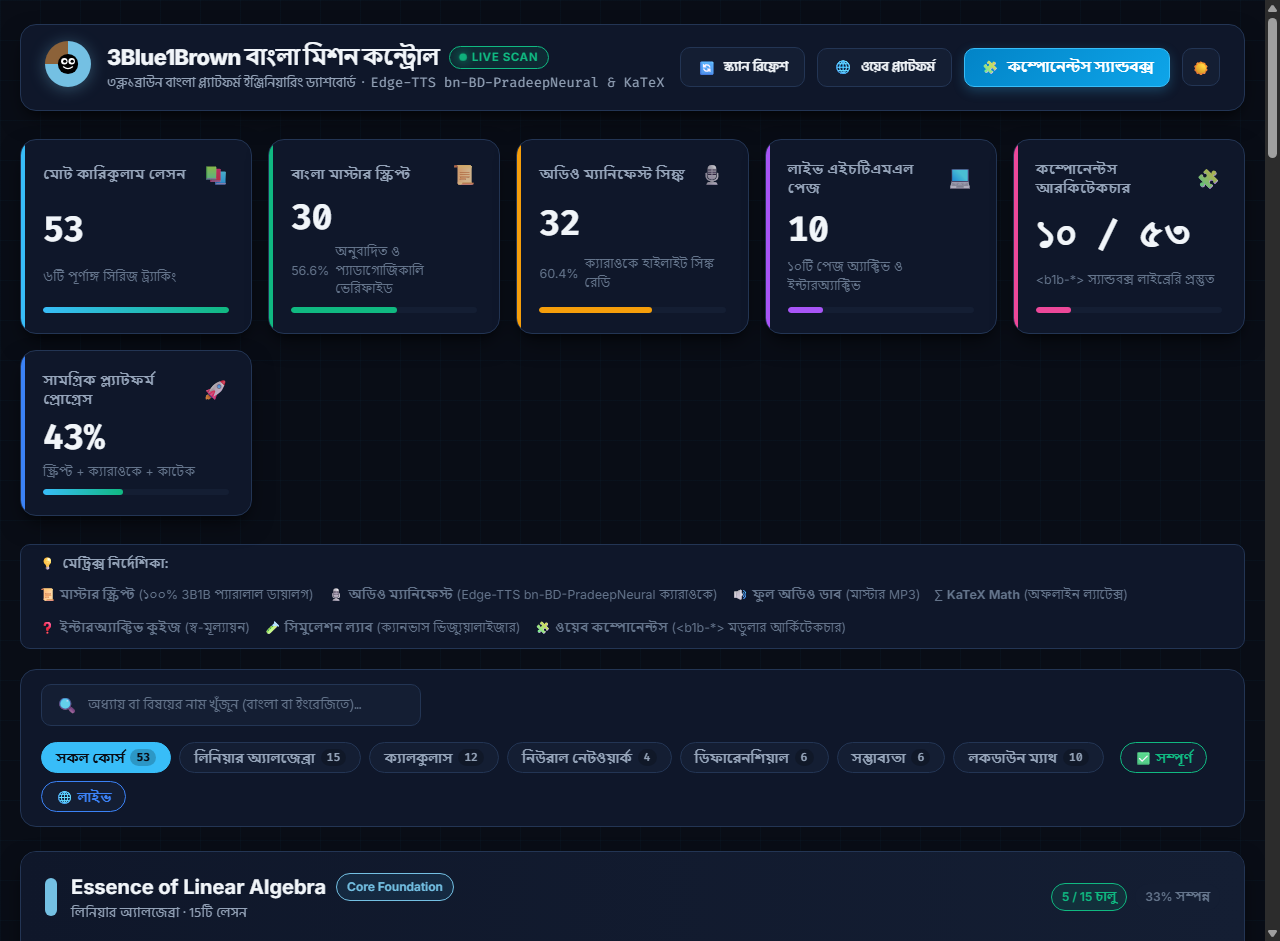 3Blue1Brown বাংলা মিশন কন্ট্রোল
LIVE SCAN
৩ব্লু১ব্রাউন বাংলা প্ল্যাটফর্ম ইঞ্জিনিয়ারিং ড্যাশবোর্ড · Edge-TTS bn-BD-PradeepNeural & KaTeX
স্ক্যান রিফ্রেশ
ওয়েব প্ল্যাটফর্ম
কম্পোনেন্টস স্যান্ডবক্স
মোট কারিকুলাম লেসন
53
৬টি পূর্ণাঙ্গ সিরিজ ট্র্যাকিং
বাংলা মাস্টার স্ক্রিপ্ট
30
56.6% অনুবাদিত ও
প্যাডাগোজিকালি
ভেরিফাইড
অডিও ম্যানিফেস্ট সিঙ্ক
32
60.4% ক্যারাওকে হাইলাইট সিঙ্ক
রেডি
লাইভ এইচটিএমএল
পেজ
10
১০টি পেজ অ্যাক্টিভ ও
ইন্টারঅ্যাক্টিভ
কম্পোনেন্টস
আরকিটেকচার
১০ / ৫৩
<b1b-*> স্যান্ডবক্স লাইব্রেরি প্রস্তুত
সামগ্রিক প্ল্যাটফর্ম
প্রোগ্রেস
43%
স্ক্রিপ্ট + ক্যারাওকে + কাটেক
মেট্রিক্স নির্দেশিকা:
মাস্টার স্ক্রিপ্ট (১০০% 3B1B প্যারালাল ডায়ালগ) অডিও ম্যানিফেস্ট (Edge-TTS bn-BD-PradeepNeural ক্যারাওকে) ফুল অডিও ডাব (মাস্টার MP3) ∑ KaTeX Math (অফলাইন ল্যাটেক্স)
ইন্টারঅ্যাক্টিভ কুইজ (স্ব-মূল্যায়ন) সিমুলেশন ল্যাব (ক্যানভাস ভিজ্যুয়ালাইজার) ওয়েব কম্পোনেন্টস (<b1b-*> মডুলার আর্কিটেকচার)
অধ্যায় বা বিষয়ের নাম খুঁজুন (বাংলা বা ইংরেজিতে)...
সকল কোর্স 53
লিনিয়ার অ্যালজেব্রা 15
ক্যালকুলাস 12
নিউরাল নেটওয়ার্ক 4
ডিফারেনশিয়াল 6
সম্ভাব্যতা 6
লকডাউন ম্যাথ 10
সম্পূর্ণ
লাইভ
Essence of Linear Algebra
Core Foundation
লিনিয়ার অ্যালজেব্রা · 15টি লেসন
5 / 15 চালু
33% সম্পন্ন